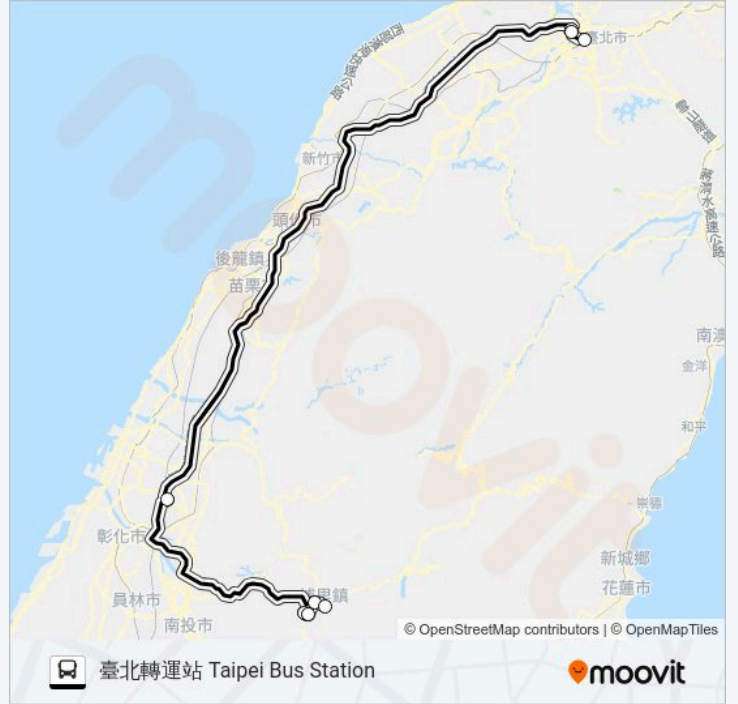 臺北市
新竹市
頭份市
後龍鎮
苗栗
南澳
金洋
和平
崇德
彰化市
新城鄉
花蓮市
員林市
埔里鎮
南投市
© OpenStreetMap contributors | © OpenMapTiles
臺北轉運站 Taipei Bus Station
moovit
moovit